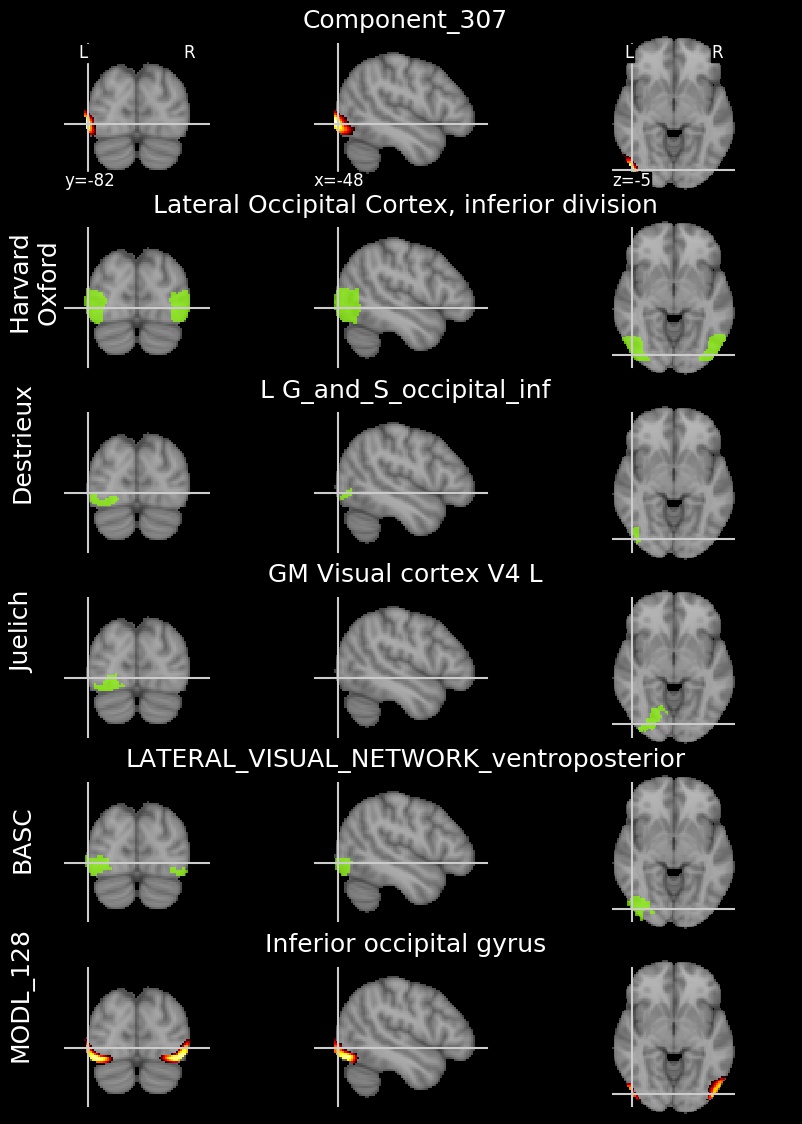 Component_307
L R
L R
y=-82
x=-48
z=-5
Lateral Occipital Cortex, inferior division
Harvard
Oxford
L G_and_S_occipital_inf
Destrieux
GM Visual cortex V4 L
Juelich
LATERAL_VISUAL_NETWORK_ventroposterior
BASC
Inferior occipital gyrus
MODL_128